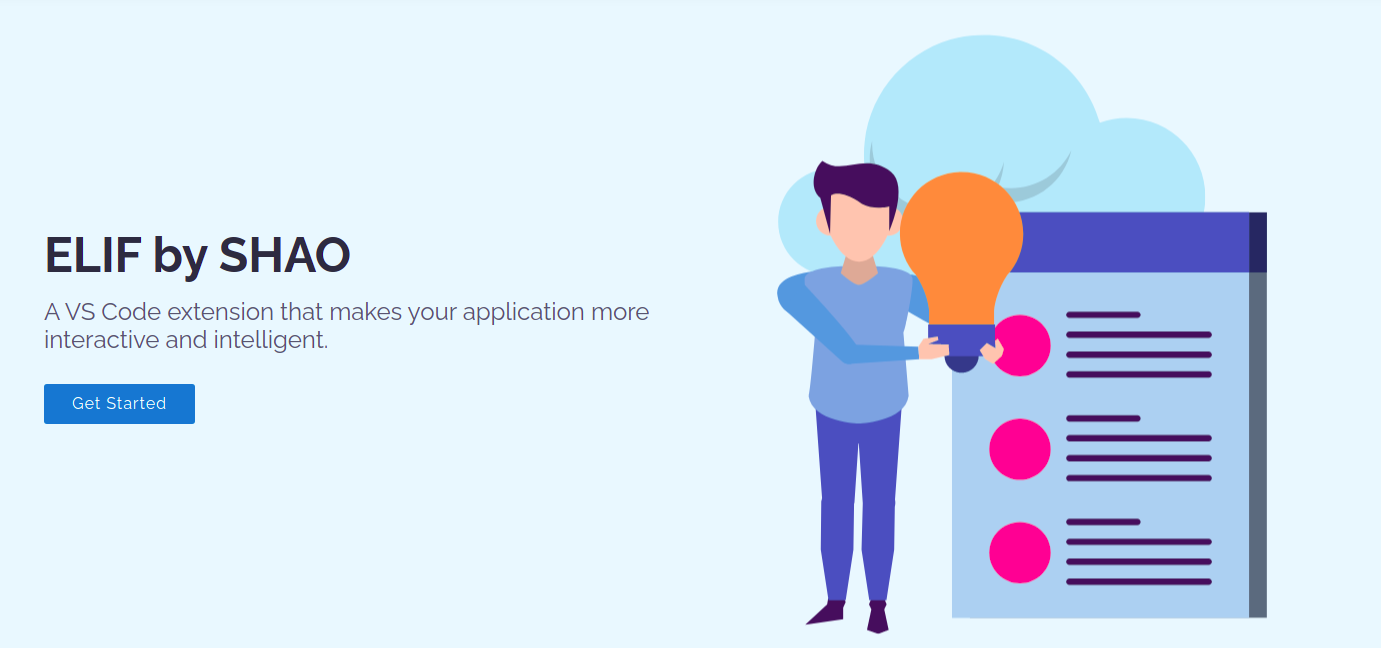 ELIF by SHAO
A VS Code extension that makes your application more
interactive and intelligent.
Get Started